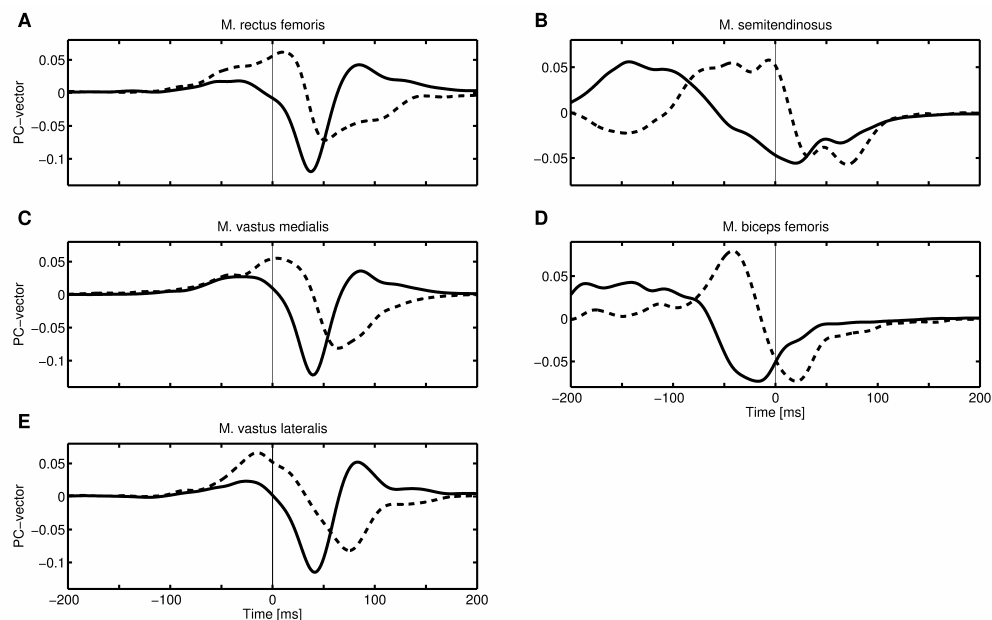 A
M. rectus femoris
PC−vector
0.05
0
−0.05
−0.1
B
M. semitendinosus
0.05
0
−0.05
C
M. vastus medialis
PC−vector
0.05
0
−0.05
−0.1
D
M. biceps femoris
0.05
0
−0.05
−200 −100 0 100 200
Time [ms]
E
M. vastus lateralis
PC−vector
0.05
0
−0.05
−0.1
−200 −100 0 100 200
Time [ms]